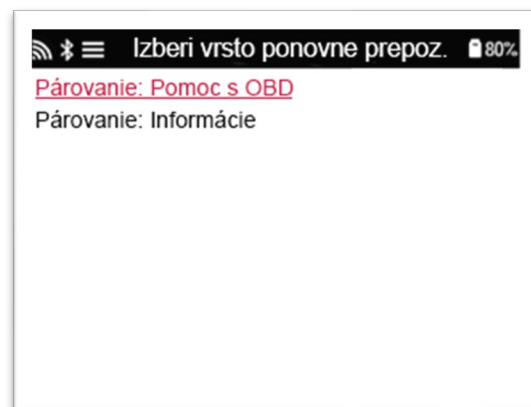 Izberi vrsto ponovne prepoz. 80%
Párovanie: Pomoc s OBD
Párovanie: Informácie